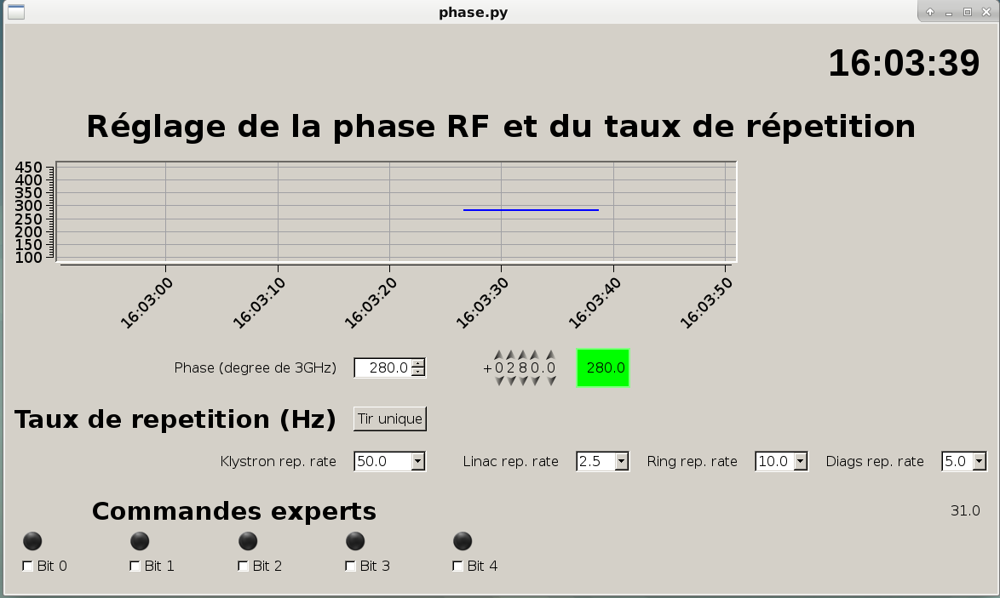 phase.py
16:03:39
Réglage de la phase RF et du taux de répetition
450
400
350
300
250
200
150
100
16:03:00 16:03:10 16:03:20 16:03:30 16:03:40 16:03:50
Phase (degree de 3GHz) 280.0 +0280.0 280.0
Taux de repetition (Hz) Tir unique
Klystron rep. rate 50.0 Linac rep. rate 2.5 Ring rep. rate 10.0 Diags rep. rate 5.0
Commandes experts 31.0
Bit 0 Bit 1 Bit 2 Bit 3 Bit 4